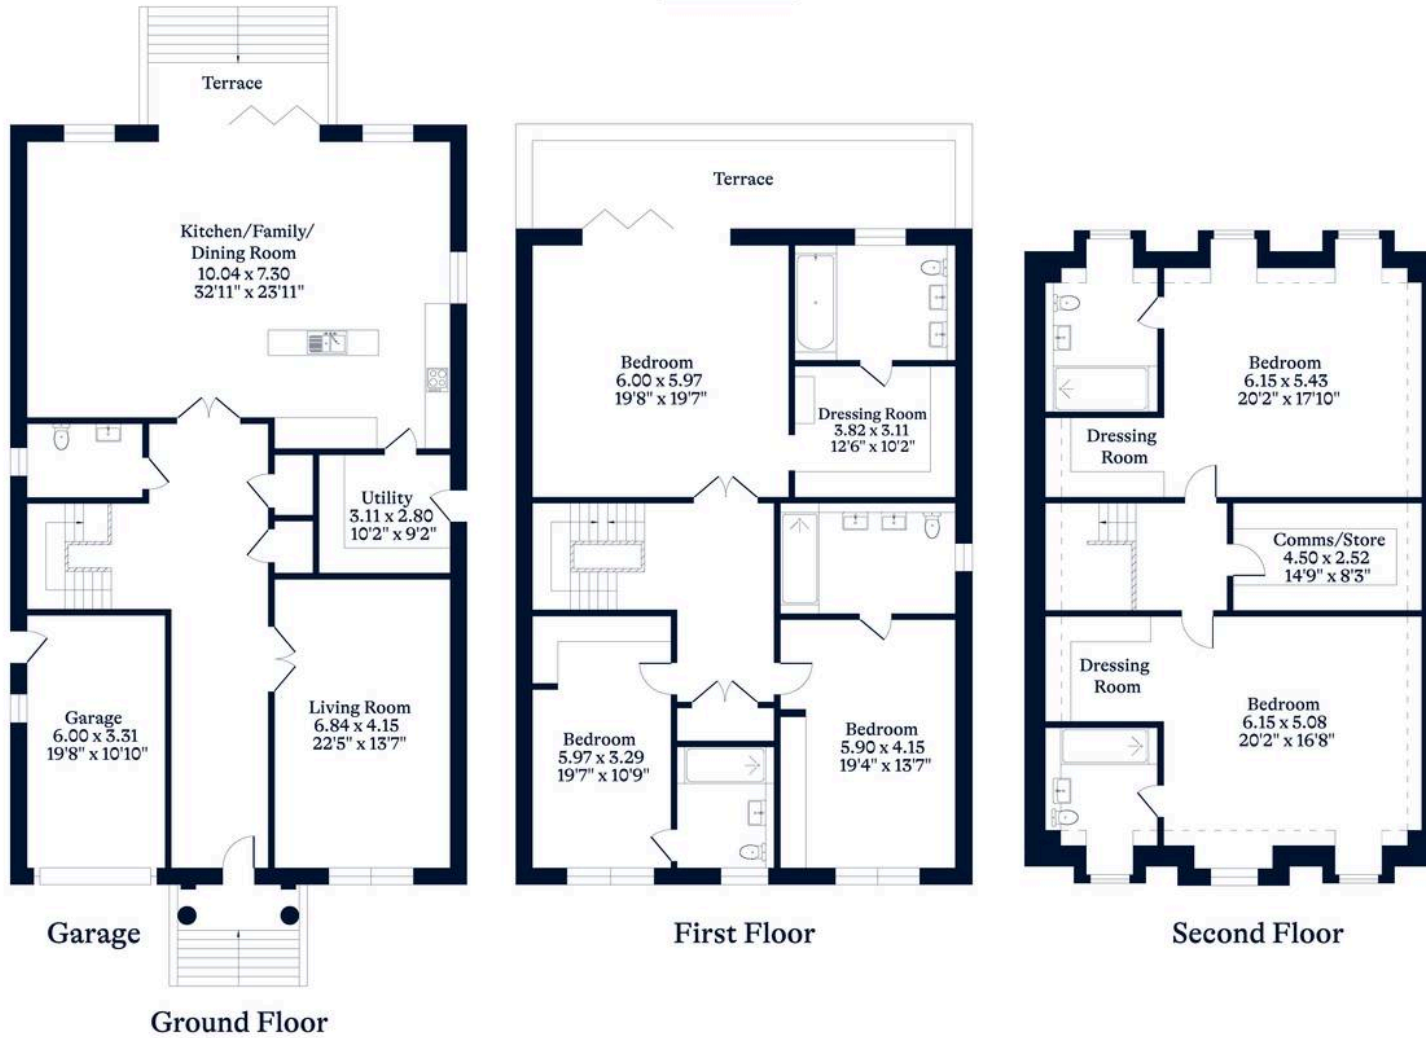 Terrace
Kitchen/Family/
Dining Room
10.04 x 7.30
32'11" x 23'11"
Utility
3.11 x 2.80
10'2" x 9'2"
Garage
6.00 x 3.31
19'8" x 10'10"
Living Room
6.84 x 4.15
22'5" x 13'7"
Garage
Ground Floor
Terrace
Bedroom
6.00 x 5.97
19'8" x 19'7"
Dressing Room
3.82 x 3.11
12'6" x 10'2"
Bedroom
5.97 x 3.29
19'7" x 10'9"
Bedroom
5.90 x 4.15
19'4" x 13'7"
First Floor
Bedroom
6.15 x 5.43
20'2" x 17'10"
Dressing
Room
Comms/Store
4.50 x 2.52
14'9" x 8'3"
Dressing
Room
Bedroom
6.15 x 5.08
20'2" x 16'8"
Second Floor